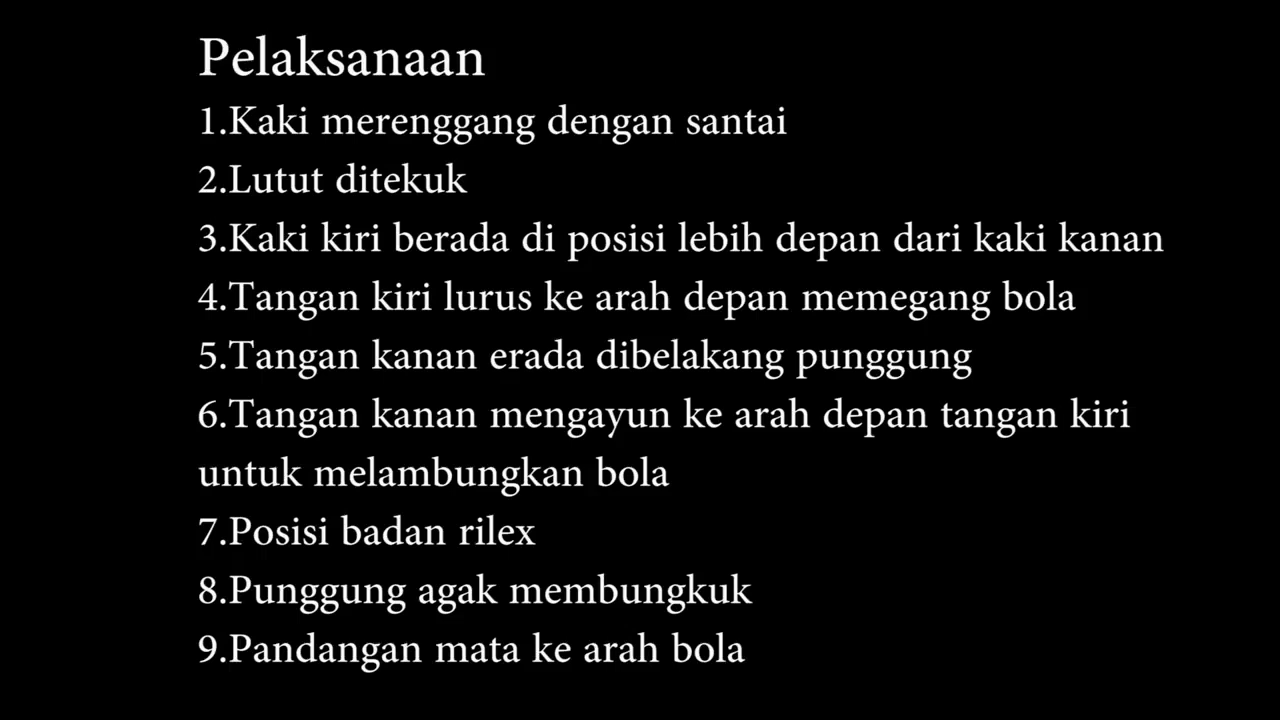 Pelaksanaan
1.Kaki merenggang dengan santai
2.Lutut ditekuk
3.Kaki kiri berada di posisi lebih depan dari kaki kanan
4.Tangan kiri lurus ke arah depan memegang bola
5.Tangan kanan erada dibelakang punggung
6.Tangan kanan mengayun ke arah depan tangan kiri
untuk melambungkan bola
7.Posisi badan rilex
8.Punggung agak membungkuk
9.Pandangan mata ke arah bola